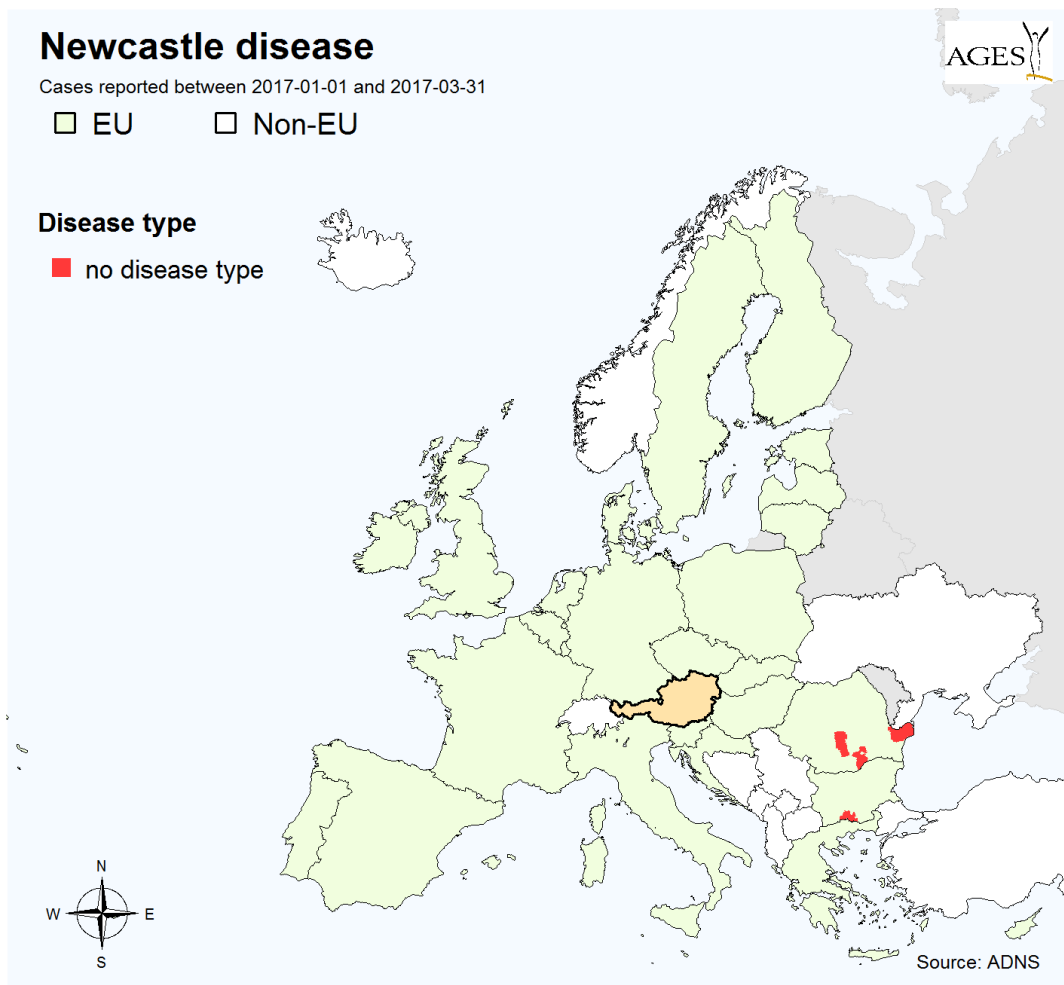 Newcastle disease
AGES
Cases reported between 2017-01-01 and 2017-03-31
EU Non-EU
Disease type
no disease type
N
W E
S
Source: ADNS